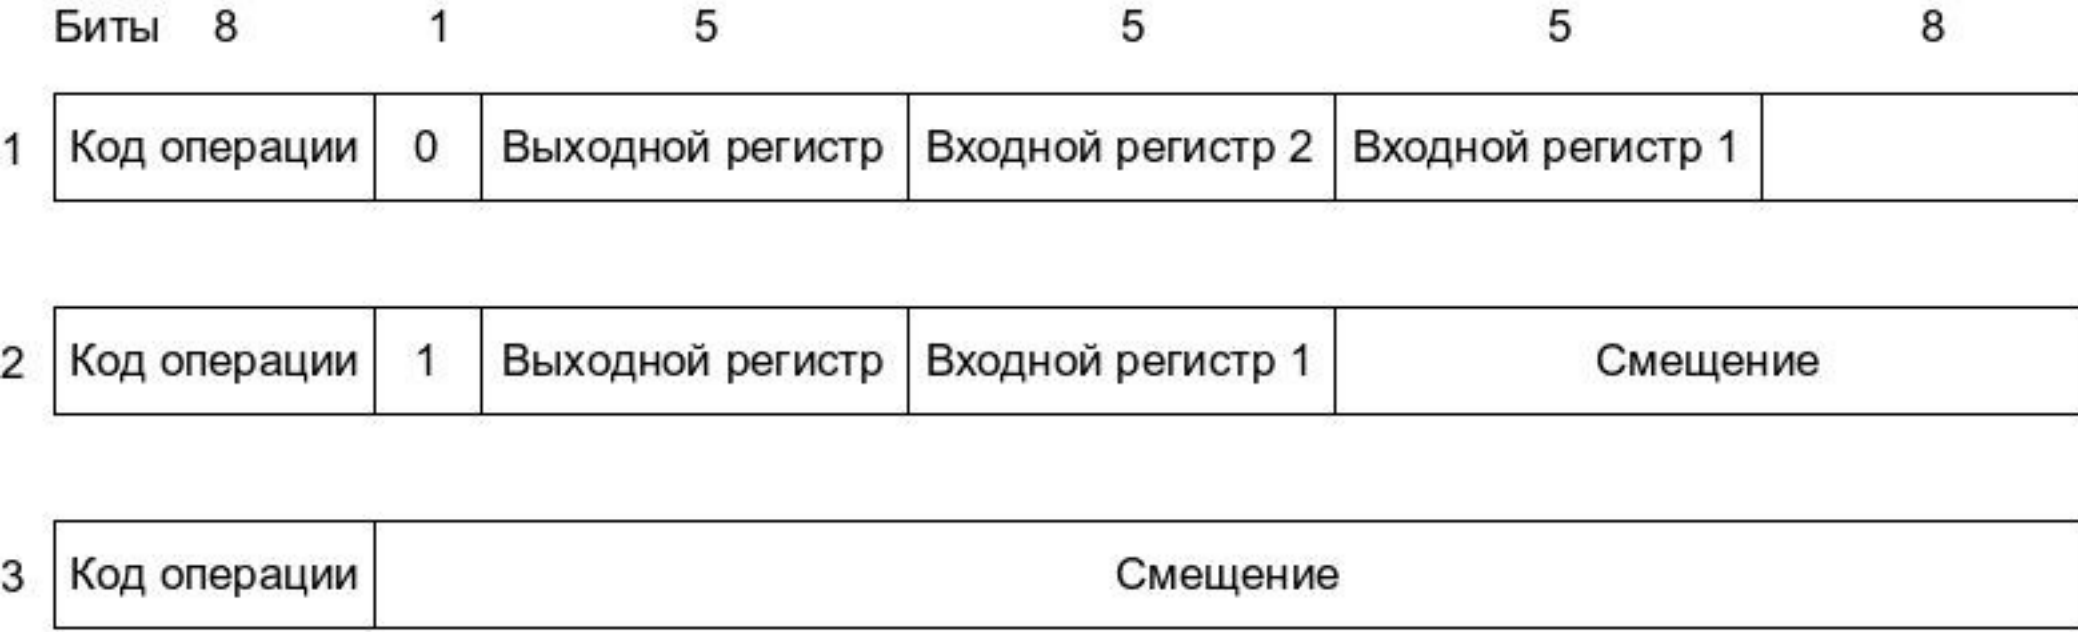 Биты 8 1 5 5 5 8
1 Код операции 0 Выходной регистр Входной регистр 2 Входной регистр 1
2 Код операции 1 Выходной регистр Входной регистр 1 Смещение
3 Код операции Смещение